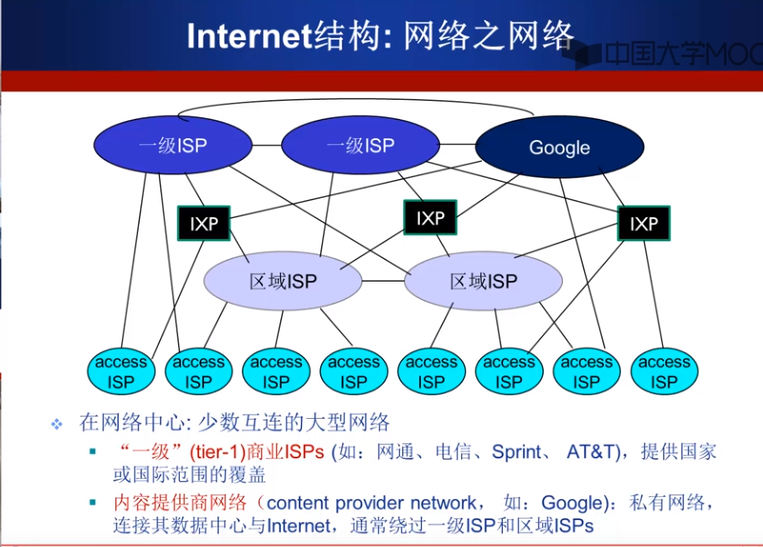 Internet结构: 网络之网络
中国大学MOO
一级ISP
一级ISP
Google
IXP
IXP
IXP
区域ISP
区域ISP
access ISP
access ISP
access ISP
access ISP
access ISP
access ISP
access ISP
access ISP
在网络中心: 少数互连的大型网络
“一级”(tier-1)商业ISPs (如：网通、电信、Sprint、 AT&T)，提供国家
或国际范围的覆盖
内容提供商网络（content provider network， 如：Google)：私有网络，
连接其数据中心与Internet，通常绕过一级ISP和区域ISPs